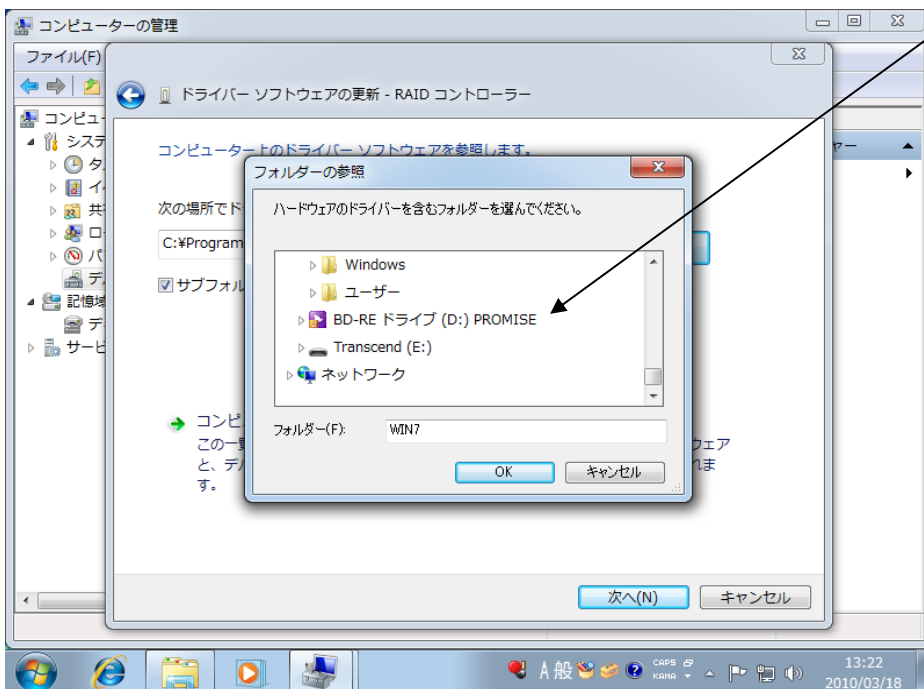 コンピューターの管理
ファイル(F)
ドライバー ソフトウェアの更新 - RAID コントローラー
コンピュ
システ
タ
イ
共
ロ
パ
デ
記憶域
デ
サービ
コンピューター上のドライバー ソフトウェアを参照します。
次の場所でド
C:¥Program
サブフォル
フォルダーの参照
ハードウェアのドライバーを含むフォルダーを選んでください。
Windows
ユーザー
BD-RE ドライブ (D:) PROMISE
Transcend (E:)
ネットワーク
フォルダー(F): WIN7
OK キャンセル
コンピ
この一
ウェア
と、デ
れま
す。
次へ(N) キャンセル
ャー
A 般 CAPS KANA
13:22
2010/03/18